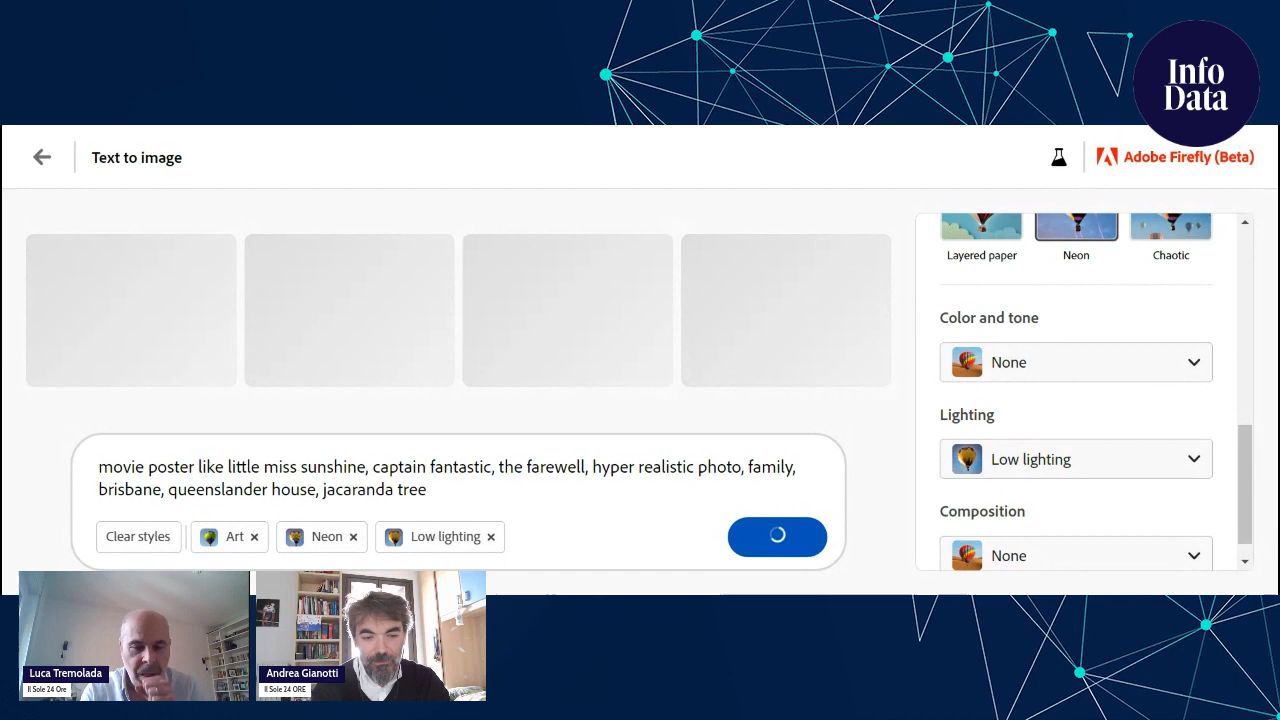 Info
Data
Text to image
Adobe Firefly (Beta)
Layered paper
Neon
Chaotic
Color and tone
None
Lighting
Low lighting
Composition
None
movie poster like little miss sunshine, captain fantastic, the farewell, hyper realistic photo, family,
brisbane, queenslander house, jacaranda tree
Clear styles
Art
Neon
Low lighting
Luca Tremolada
Il Sole 24 Ore
Andrea Gianotti
Il SOLE 24 ORE